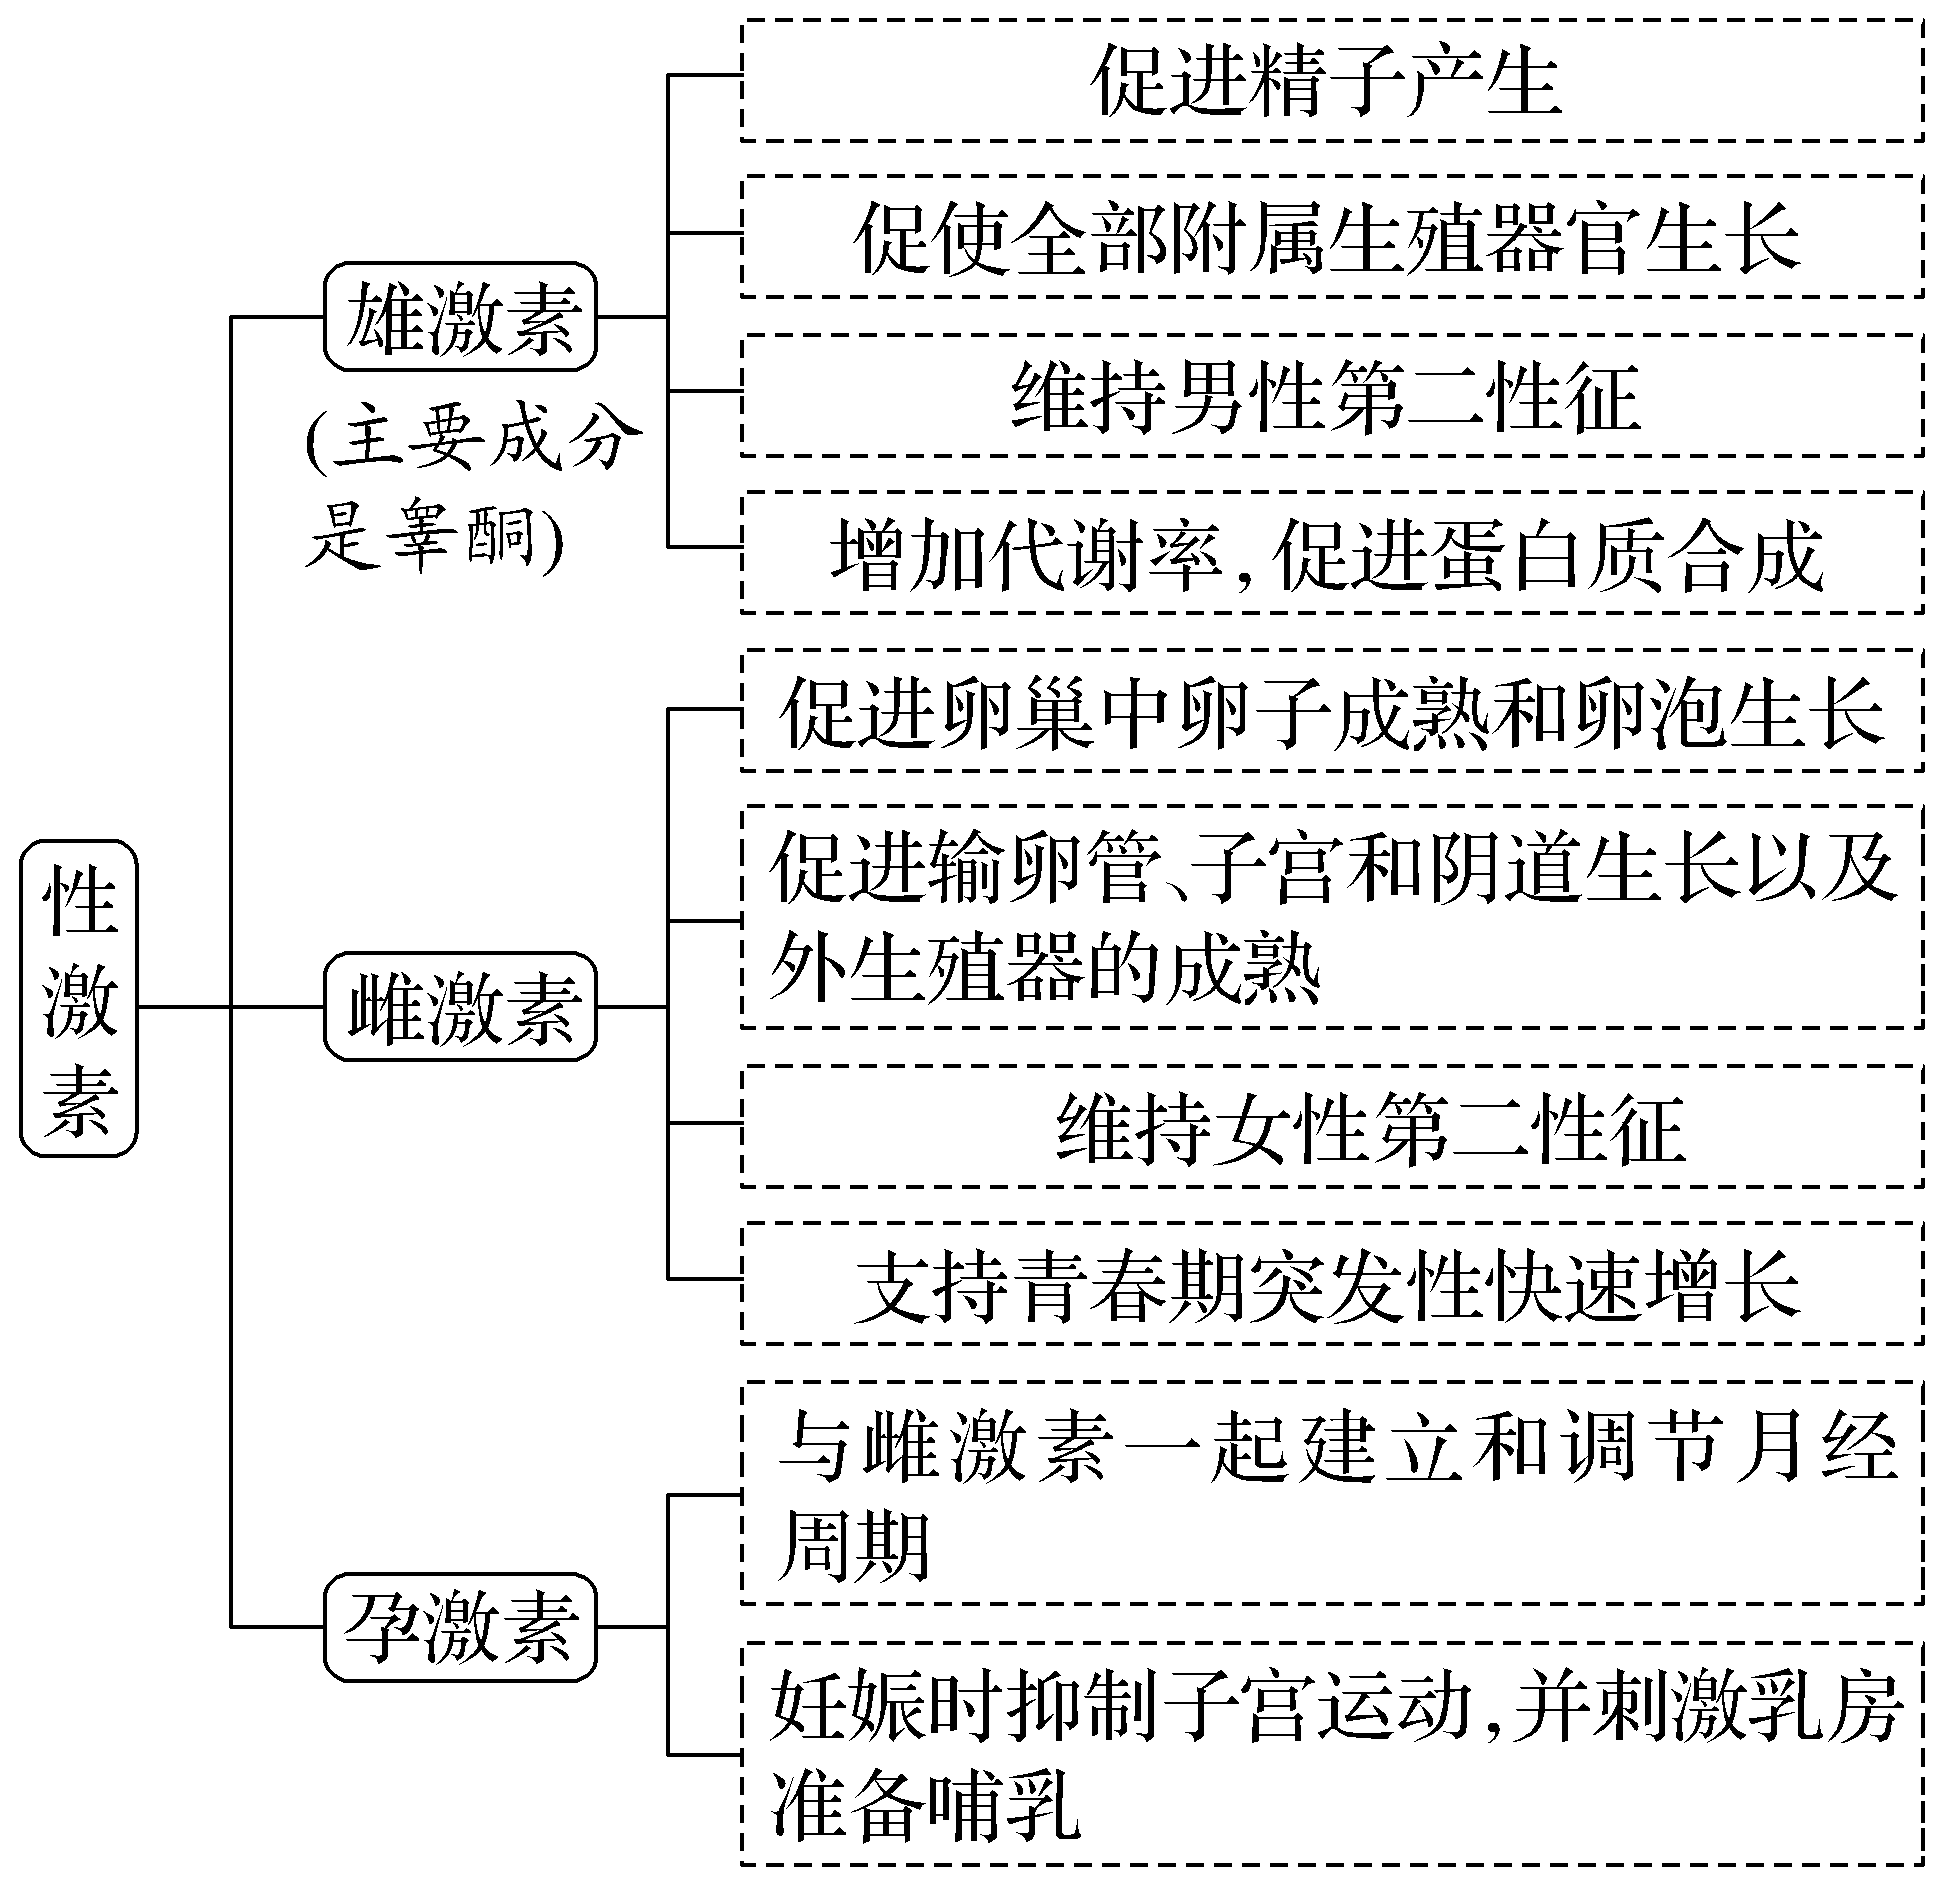 性激素
雄激素
(主要成分
是睾酮)
促进精子产生
促使全部附属生殖器官生长
维持男性第二性征
增加代谢率,促进蛋白质合成
雌激素
促进卵巢中卵子成熟和卵泡生长
促进输卵管、子宫和阴道生长以及
外生殖器的成熟
维持女性第二性征
支持青春期突发性快速增长
孕激素
与雌激素一起建立和调节月经
周期
妊娠时抑制子宫运动,并刺激乳房
准备哺乳